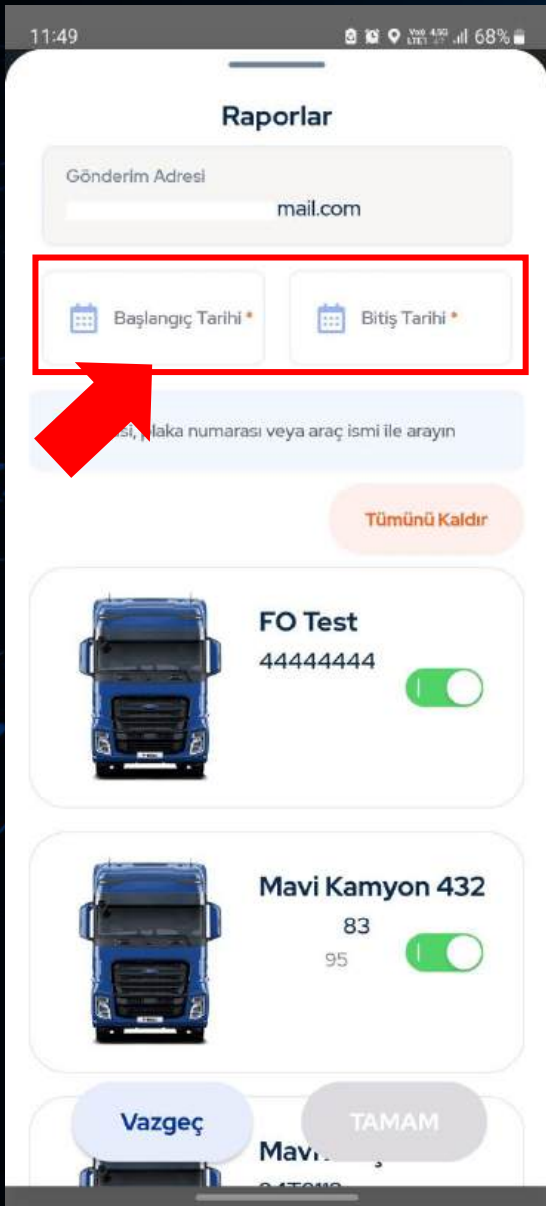 11:49
68%
Raporlar
Gönderim Adresi
mail.com
Başlangıç Tarihi *
Bitiş Tarihi *
plaka numarası veya araç ismi ile arayın
Tümünü Kaldır
FO Test
44444444
Mavi Kamyon 432
83
95
Vazgeç
TAMAM